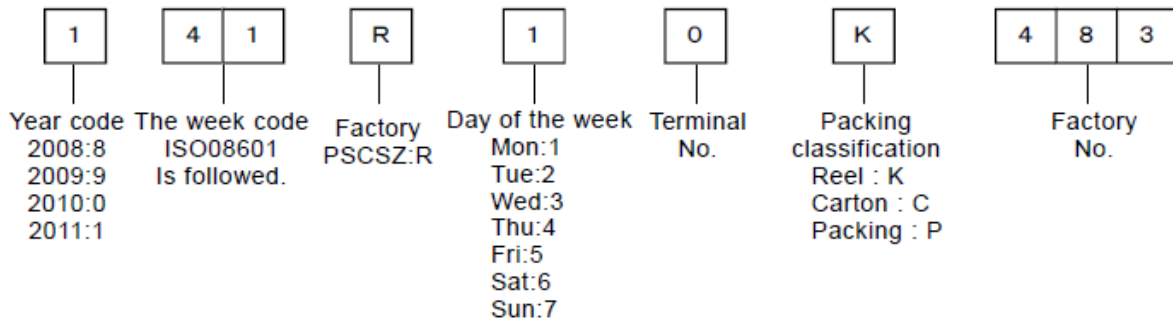 1 4 1 R 1 0 K 4 8 3
Year code
2008:8
2009:9
2010:0
2011:1
The week code
ISO08601
Is followed.
Factory
PSCSZ:R
Day of the week
Mon:1
Tue:2
Wed:3
Thu:4
Fri:5
Sat:6
Sun:7
Terminal
No.
Packing
classification
Reel : K
Carton : C
Packing : P
Factory
No.